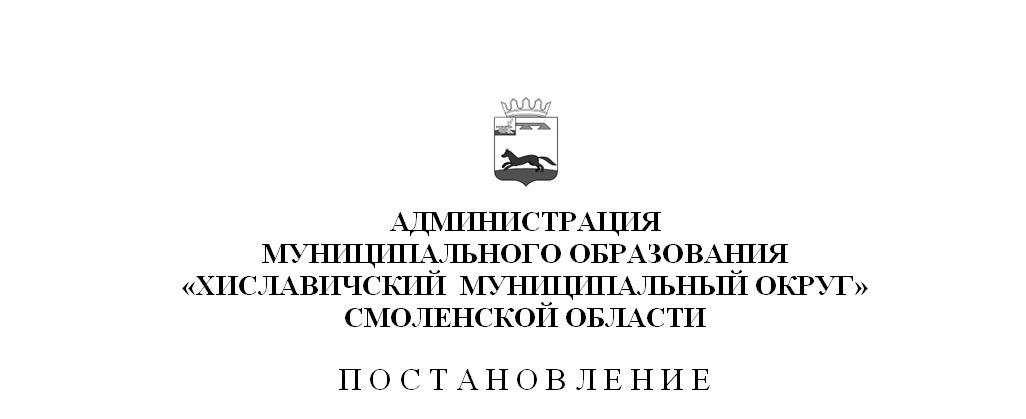 АДМИНИСТРАЦИЯ
МУНИЦИПАЛЬНОГО ОБРАЗОВАНИЯ
«ХИСЛАВИЧСКИЙ МУНИЦИПАЛЬНЫЙ ОКРУГ»
СМОЛЕНСКОЙ ОБЛАСТИ
П О С Т А Н О В Л Е Н И Е